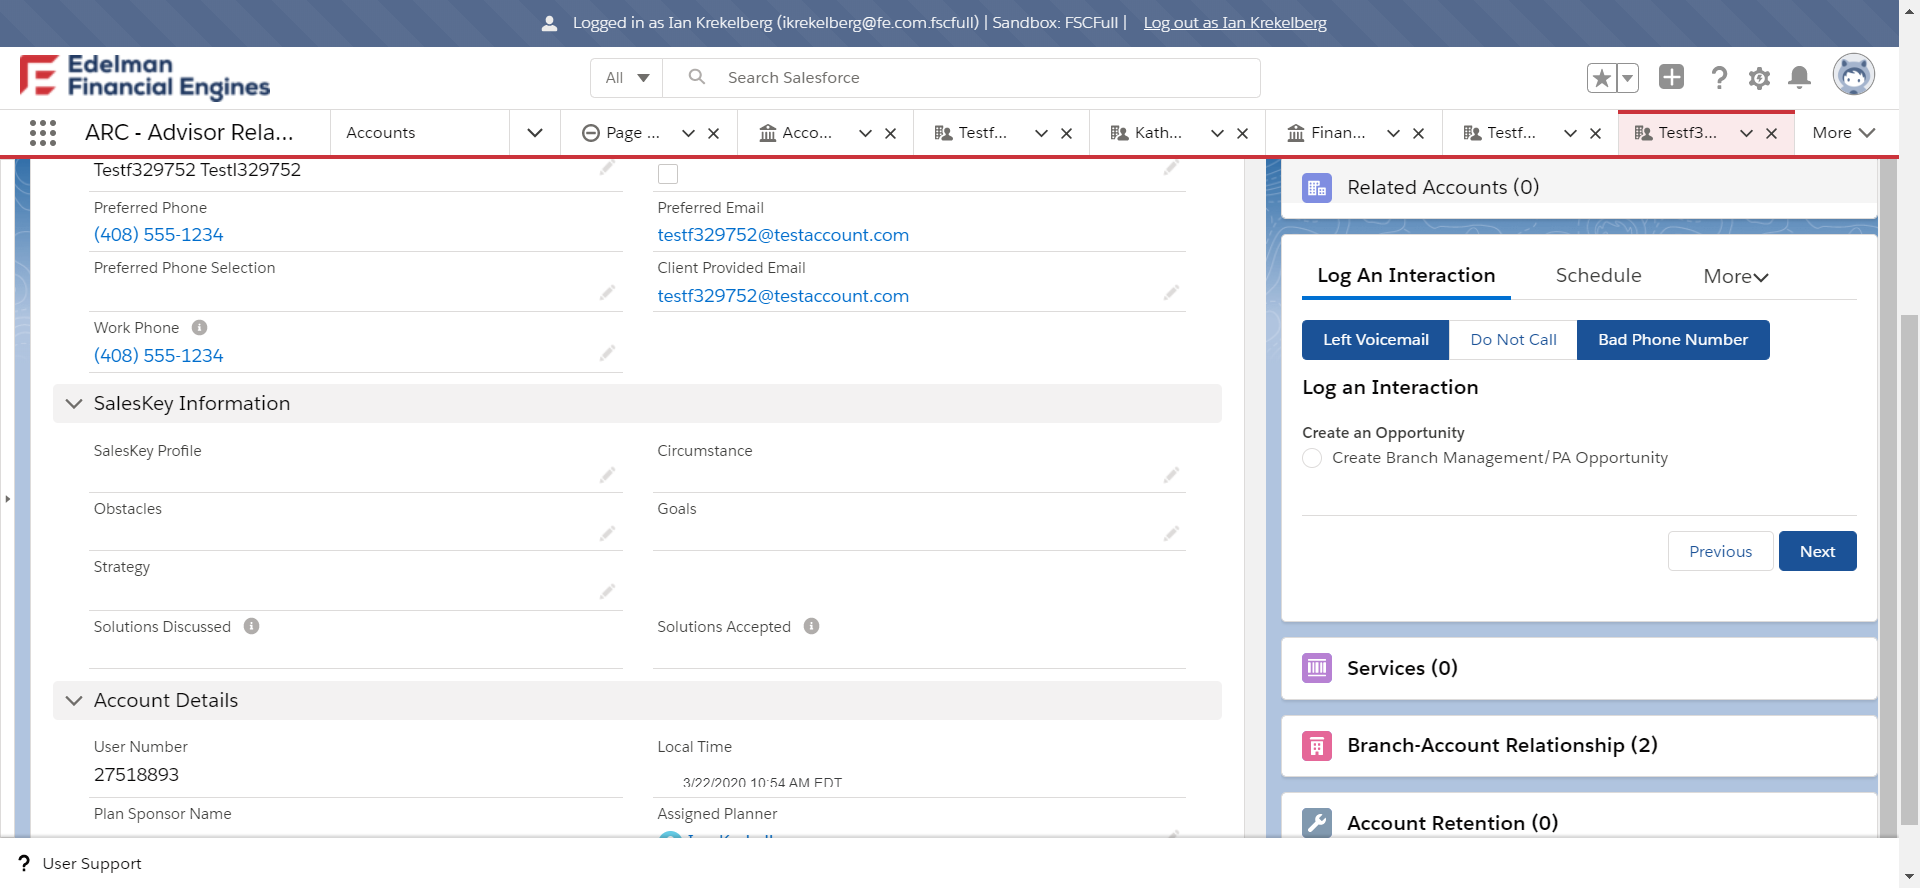 Logged in as Ian Krekelberg (ikrekelberg@fe.com.fscfull) | Sandbox: FSCFull | Log out as Ian Krekelberg
Edelman
Financial Engines
All
Search Salesforce
ARC - Advisor Rela...
Accounts
Page ...
Acco...
Testf...
Kath...
Finan...
Testf...
Testf3...
More
Testf329752 Testl329752
Preferred Phone
(408) 555-1234
Preferred Email
testf329752@testaccount.com
Preferred Phone Selection
Client Provided Email
testf329752@testaccount.com
Work Phone
(408) 555-1234
SalesKey Information
SalesKey Profile
Circumstance
Obstacles
Goals
Strategy
Solutions Discussed
Solutions Accepted
Account Details
User Number
27518893
Local Time
3/22/2020 10:54 AM EDT
Plan Sponsor Name
Assigned Planner
Related Accounts (0)
Log An Interaction
Schedule
More
Left Voicemail
Do Not Call
Bad Phone Number
Log an Interaction
Create an Opportunity
Create Branch Management/PA Opportunity
Previous
Next
Services (0)
Branch-Account Relationship (2)
Account Retention (0)
? User Support